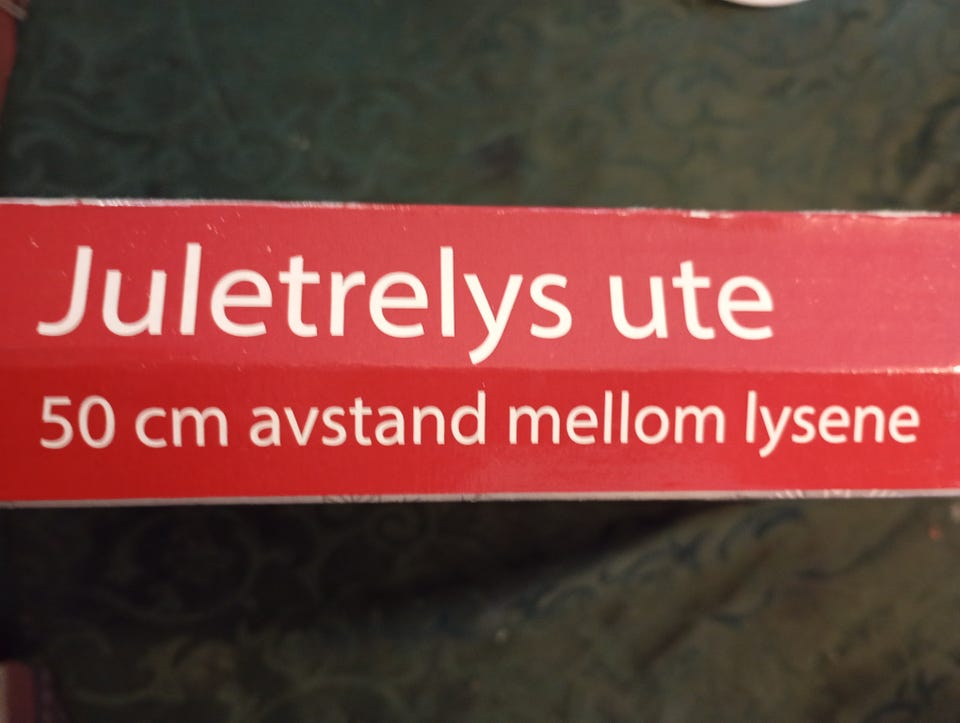 Juletrelys ute
50 cm avstand mellom lysene